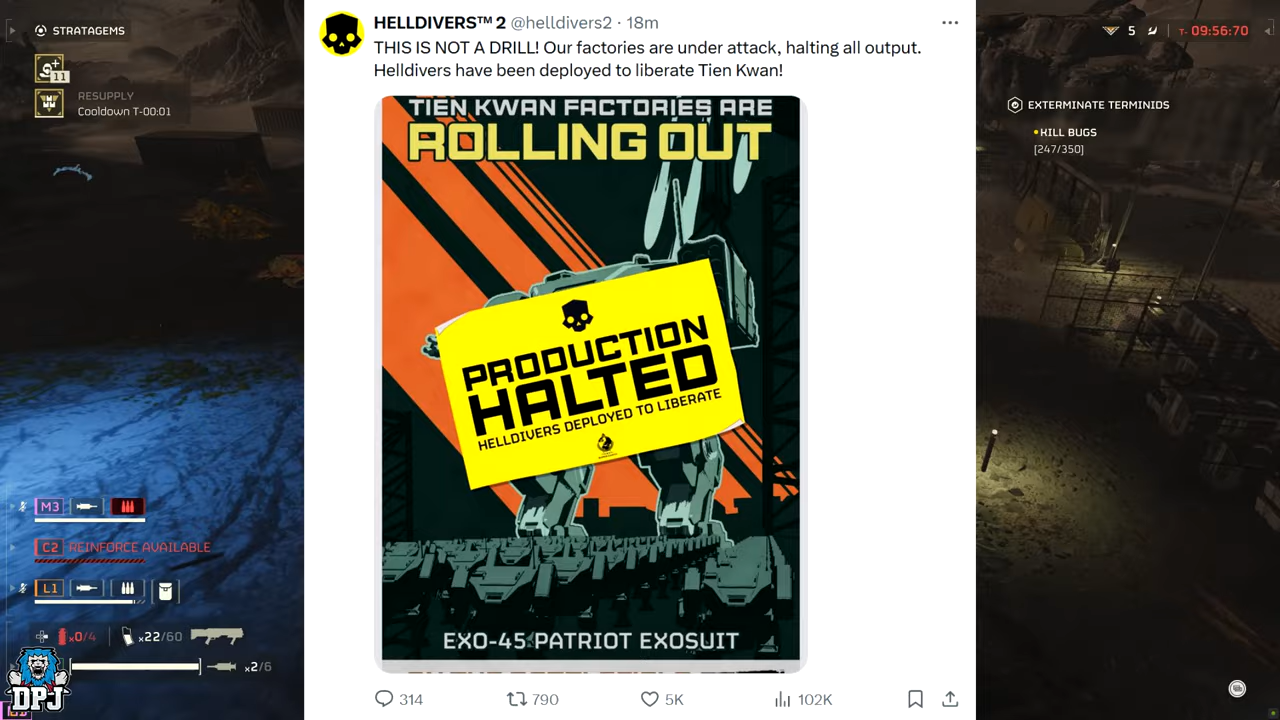 STRATAGEMS
11
RESUPPLY
Cooldown T-00:01
HELLDIVERS™ 2 @helldivers2 · 18m
THIS IS NOT A DRILL! Our factories are under attack, halting all output.
Helldivers have been deployed to liberate Tien Kwan!
TIEN KWAN FACTORIES ARE
ROLLING OUT
PRODUCTION
HALTED
HELLDIVERS DEPLOYED TO LIBERATE
EXO-45 PATRIOT EXOSUIT
314 790 5K 102K
5 T- 09:56:70
EXTERMINATE TERMINIDS
KILL BUGS
[247/350]
M3
C2 REINFORCE AVAILABLE
L1
x0/4 x22/60
x2/6
DPJ